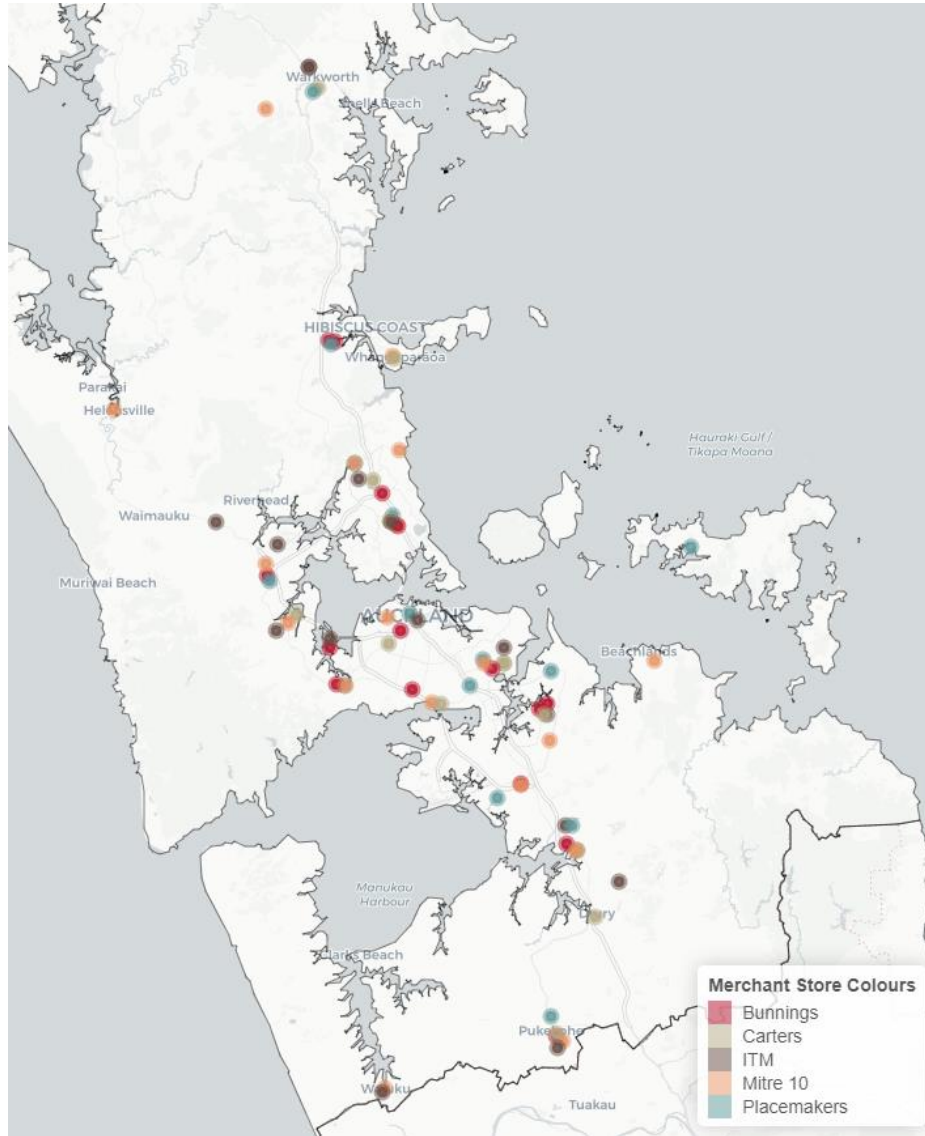 Warkworth
Snells Beach
HIBISCUS COAST
Whangaparāoa
Parakai
Helensville
Hauraki Gulf /
Tikapa Moana
Riverhead
Waimauku
Muriwai Beach
AUCKLAND
Beachlands
Manukau
Harbour
Drury
Clarks Beach
Pukekohe
Waiuku
Tuakau
Merchant Store Colours
Bunnings
Carters
ITM
Mitre 10
Placemakers